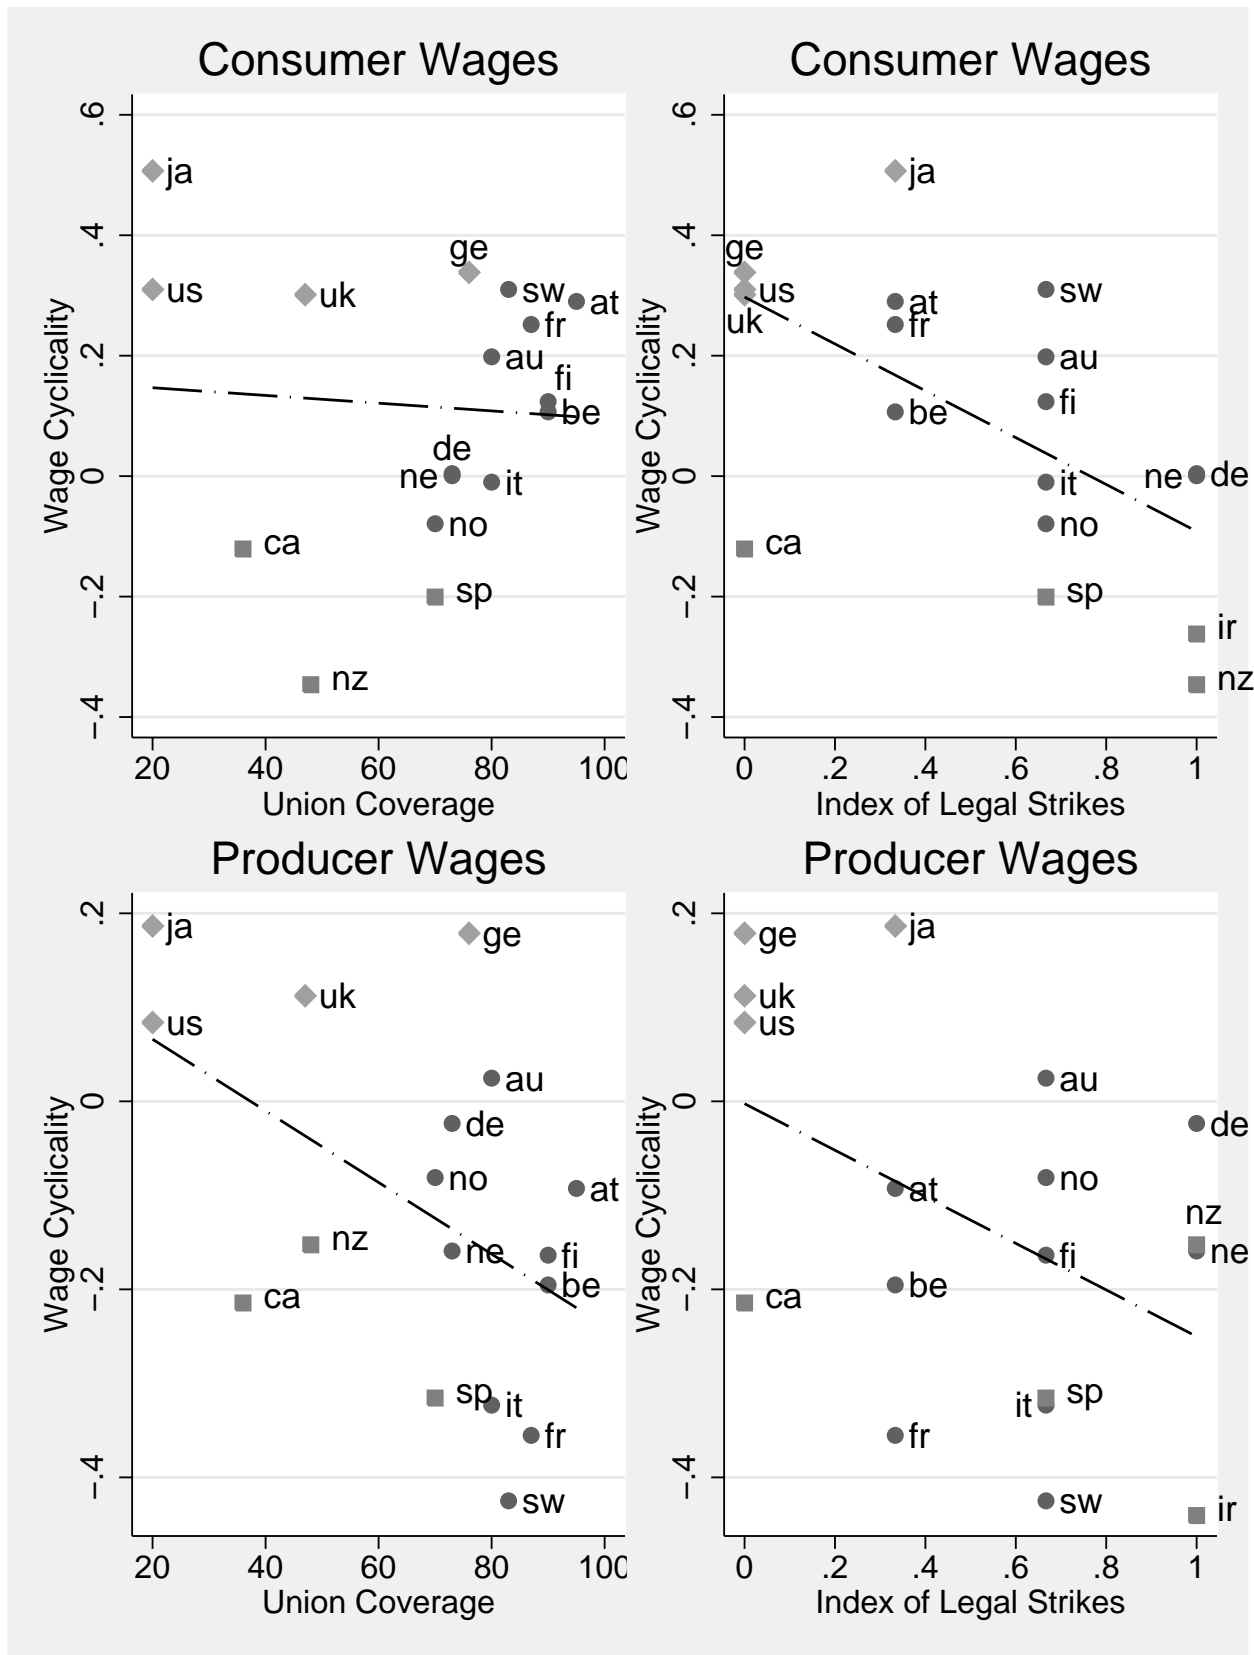 Consumer Wages
.6
.4
.2
0
−.2
−.4
Wage Cyclicality
ja
us
uk
ge
sw
at
fr
au
fi
be
de
ne
it
no
ca
sp
nz
20 40 60 80 100
Union Coverage
Consumer Wages
.6
.4
.2
0
−.2
−.4
Wage Cyclicality
ja
ge
us
uk
at
fr
be
sw
au
fi
it
no
ne
de
ca
sp
ir
nz
0 .2 .4 .6 .8 1
Index of Legal Strikes
Producer Wages
.2
0
−.2
−.4
Wage Cyclicality
ja
ge
uk
us
au
de
no
at
nz
ne
fi
be
ca
sp
it
fr
sw
20 40 60 80 100
Union Coverage
Producer Wages
.2
0
−.2
−.4
Wage Cyclicality
ja
ge
uk
us
au
de
at
no
nz
ne
fi
be
ca
sp
it
fr
sw
ir
0 .2 .4 .6 .8 1
Index of Legal Strikes